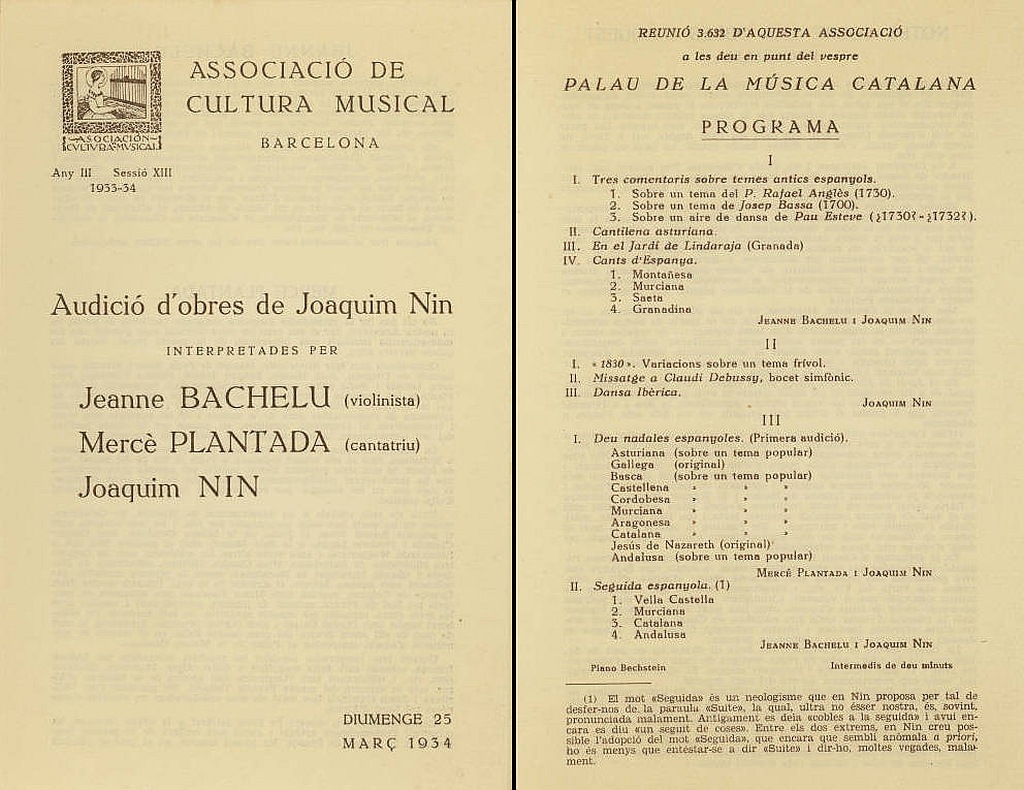 ASOCIACIÓN
CVLTVRA·MVSICAL
ASSOCIACIÓ DE
CULTURA MUSICAL
BARCELONA
Any III Sessió XIII
1933-34
Audició d'obres de Joaquim Nin
INTERPRETADES PER
Jeanne BACHELU (violinista)
Mercè PLANTADA (cantatriu)
Joaquim NIN
DIUMENGE 25
MARÇ 1934
REUNIÓ 3.632 D'AQUESTA ASSOCIACIÓ
a les deu en punt del vespre
PALAU DE LA MÚSICA CATALANA
PROGRAMA
I
I. Tres comentaris sobre temes antics espanyols.
1. Sobre un tema del P. Rafael Anglès (1730).
2. Sobre un tema de Josep Bassa (1700).
3. Sobre un aire de dansa de Pau Esteve (¿1730?-¿1732?).
II. Cantilena asturiana.
III. En el Jardí de Lindaraja (Granada)
IV. Cants d'Espanya.
1. Montañesa
2. Murciana
3. Saeta
4. Granadina
JEANNE BACHELU I JOAQUIM NIN
II
I. «1830». Variacions sobre un tema frívol.
II. Missatge a Claudi Debussy, bocet simfònic.
III. Dansa Ibèrica.
JOAQUIM NIN
III
I. Deu nadales espanyoles. (Primera audició).
Asturiana (sobre un tema popular)
Gallega (original)
Basca (sobre un tema popular)
Castellena » » »
Cordobesa » » »
Murciana » » »
Aragonesa » » »
Catalana » » »
Jesús de Nazareth (original)
Andalusa (sobre un tema popular)
MERCÈ PLANTADA I JOAQUIM NIN
II. Seguida espanyola. (1)
1. Vella Castella
2. Murciana
3. Catalana
4. Andalusa
JEANNE BACHELU I JOAQUIM NIN
Piano Bechstein Intermedis de deu minuts
(1) El mot «Seguida» és un neologisme que en Nin proposa per tal de
desfer-nos de la paraula «Suite», la qual, ultra no ésser nostra, és, sovint,
pronunciada malament. Antigament es deia «cobles a la seguida» i avui en-
cara es diu «un seguit de coses». Entre els dos extrems, en Nin creu pos-
sible l'adopció del mot «Seguida», que encara que sembli anòmala a priori,
ho és menys que entestar-se a dir «Suite» i dir-ho, moltes vegades, mala-
ment.